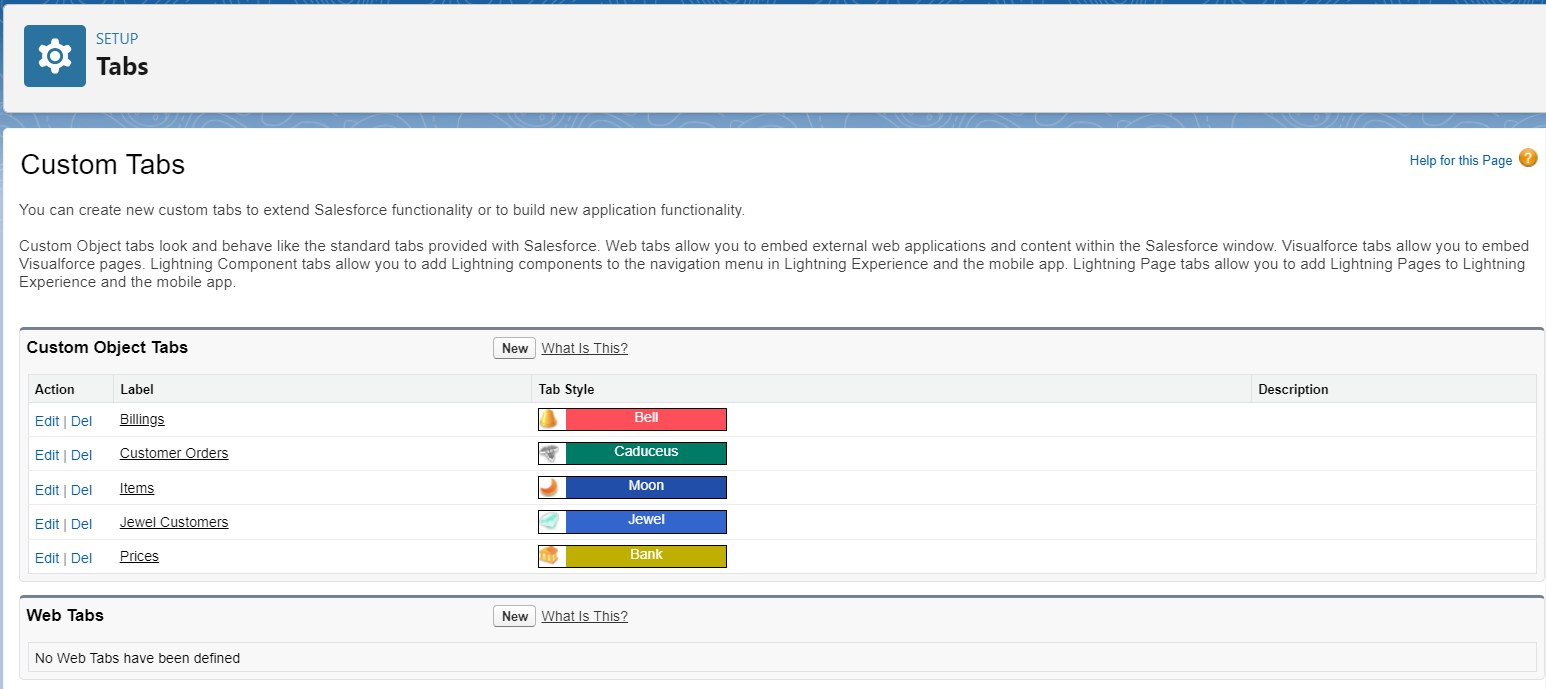 SETUP
Tabs
Custom Tabs
Help for this Page ?
You can create new custom tabs to extend Salesforce functionality or to build new application functionality.
Custom Object tabs look and behave like the standard tabs provided with Salesforce. Web tabs allow you to embed external web applications and content within the Salesforce window. Visualforce tabs allow you to embed
Visualforce pages. Lightning Component tabs allow you to add Lightning components to the navigation menu in Lightning Experience and the mobile app. Lightning Page tabs allow you to add Lightning Pages to Lightning
Experience and the mobile app.
Custom Object Tabs New What Is This?
Action Label Tab Style Description
Edit | Del Billings Bell
Edit | Del Customer Orders Caduceus
Edit | Del Items Moon
Edit | Del Jewel Customers Jewel
Edit | Del Prices Bank
Web Tabs New What Is This?
No Web Tabs have been defined